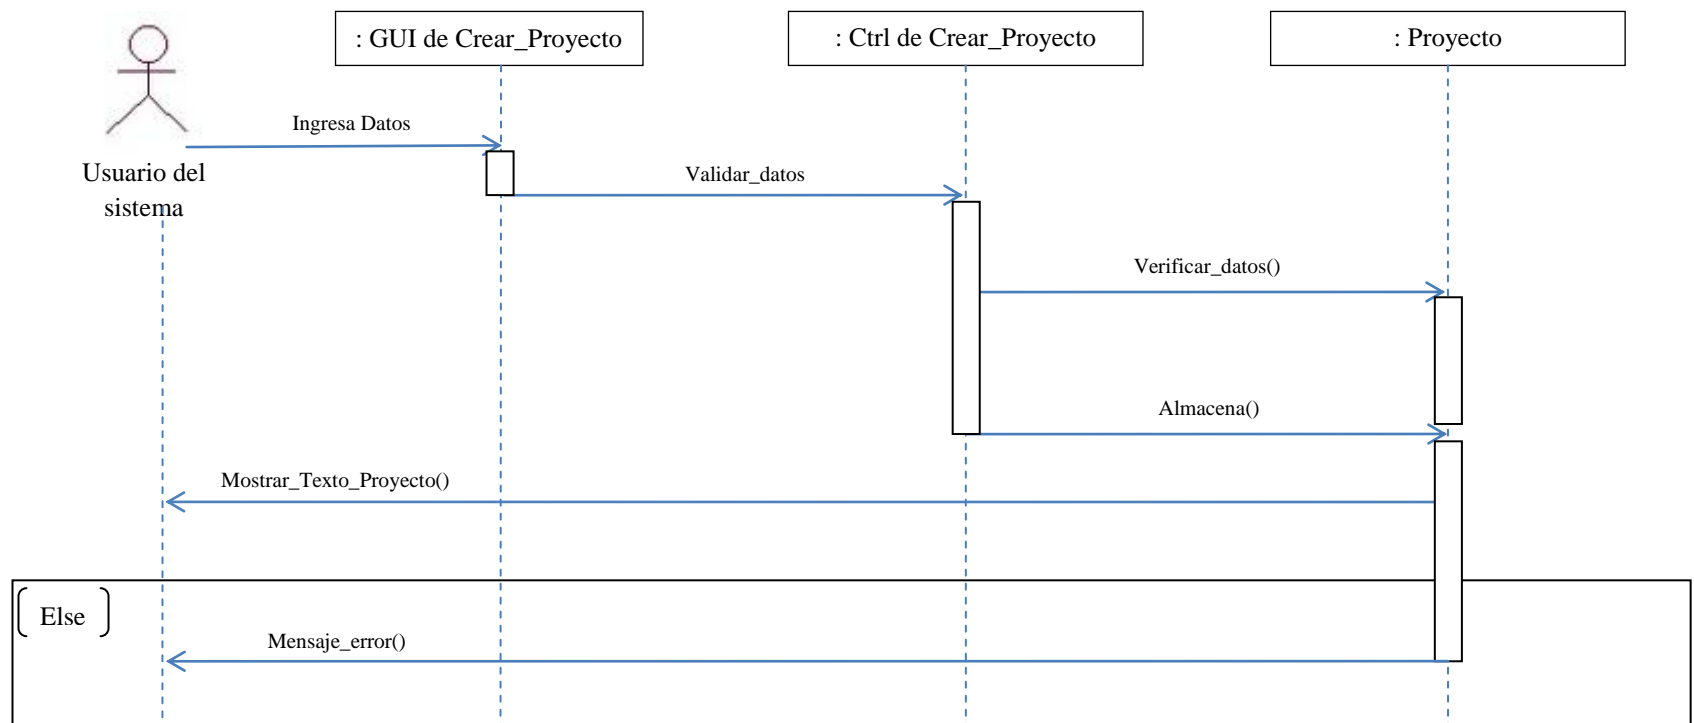 : GUI de Crear_Proyecto
: Ctrl de Crear_Proyecto
: Proyecto
Ingresa Datos
Usuario del
sistema
Validar_datos
Verificar_datos()
Almacena()
Mostrar_Texto_Proyecto()
Else
Mensaje_error()